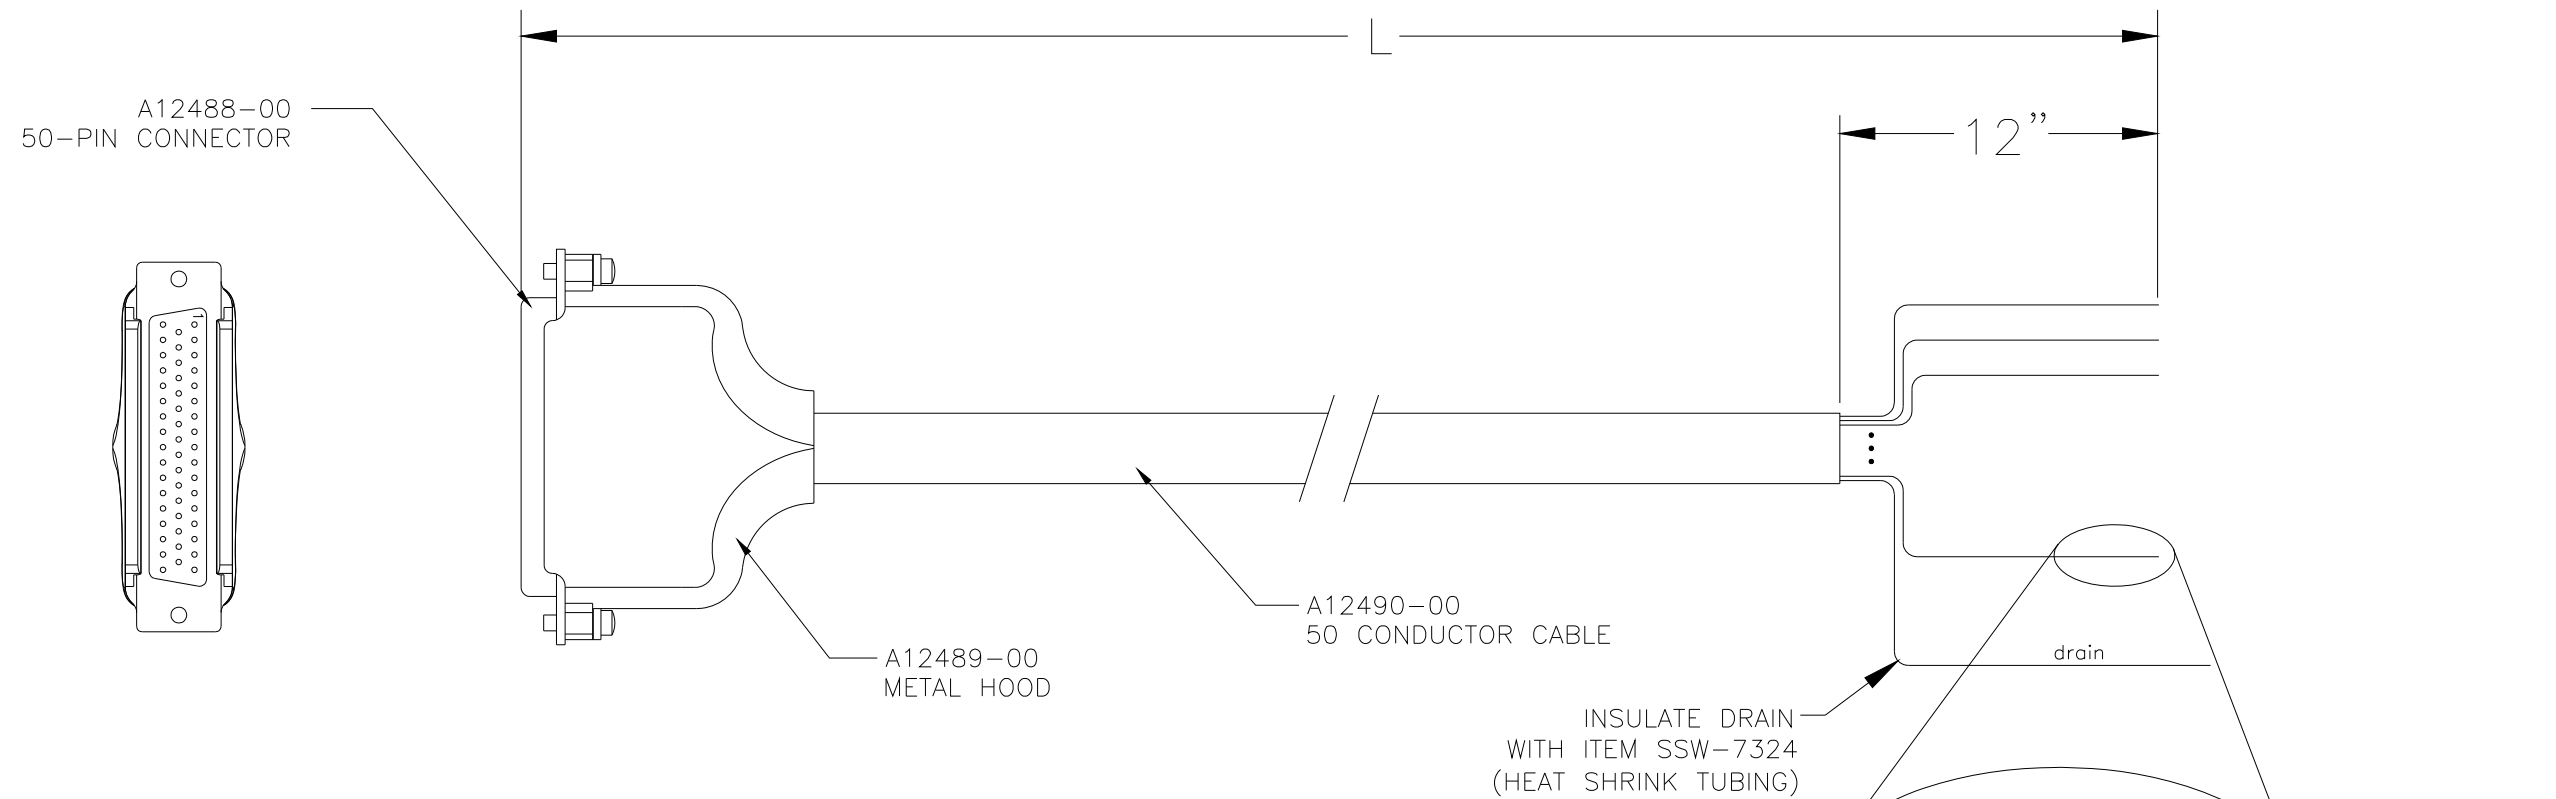 L
12”
A12488-00
50-PIN CONNECTOR
1
A12490-00
50 CONDUCTOR CABLE
A12489-00
METAL HOOD
drain
INSULATE DRAIN
WITH ITEM SSW-7324
(HEAT SHRINK TUBING)